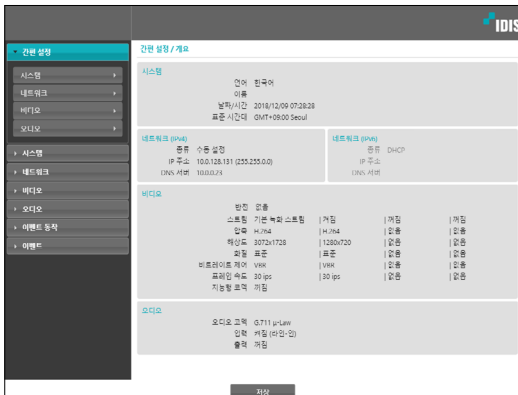 IDIS
간편 설정
시스템
네트워크
비디오
오디오
시스템
네트워크
비디오
오디오
이벤트 동작
이벤트
간편 설정 / 개요
시스템
언어 한국어
이름
날짜/시간 2018/12/09 07:28:28
표준 시간대 GMT+09:00 Seoul
네트워크 (IPv4)
종류 수동 설정
IP 주소 10.0.128.131 (255.255.0.0)
DNS 서버 10.0.0.23
네트워크 (IPv6)
종류 DHCP
IP 주소
DNS 서버
비디오
반전 없음
스트림 기본 녹화 스트림 | 켜짐 | 꺼짐 | 꺼짐
압축 H.264 | H.264 | 없음 | 없음
해상도 3072x1728 | 1280x720 | 없음 | 없음
화질 표준 | 표준 | 없음 | 없음
비트레이트 제어 VBR | VBR | 없음 | 없음
프레임 속도 30 ips | 30 ips | 없음 | 없음
지능형 코덱 꺼짐
오디오
오디오 코덱 G.711 μ-Law
입력 켜짐 (라인-인)
출력 꺼짐
저장